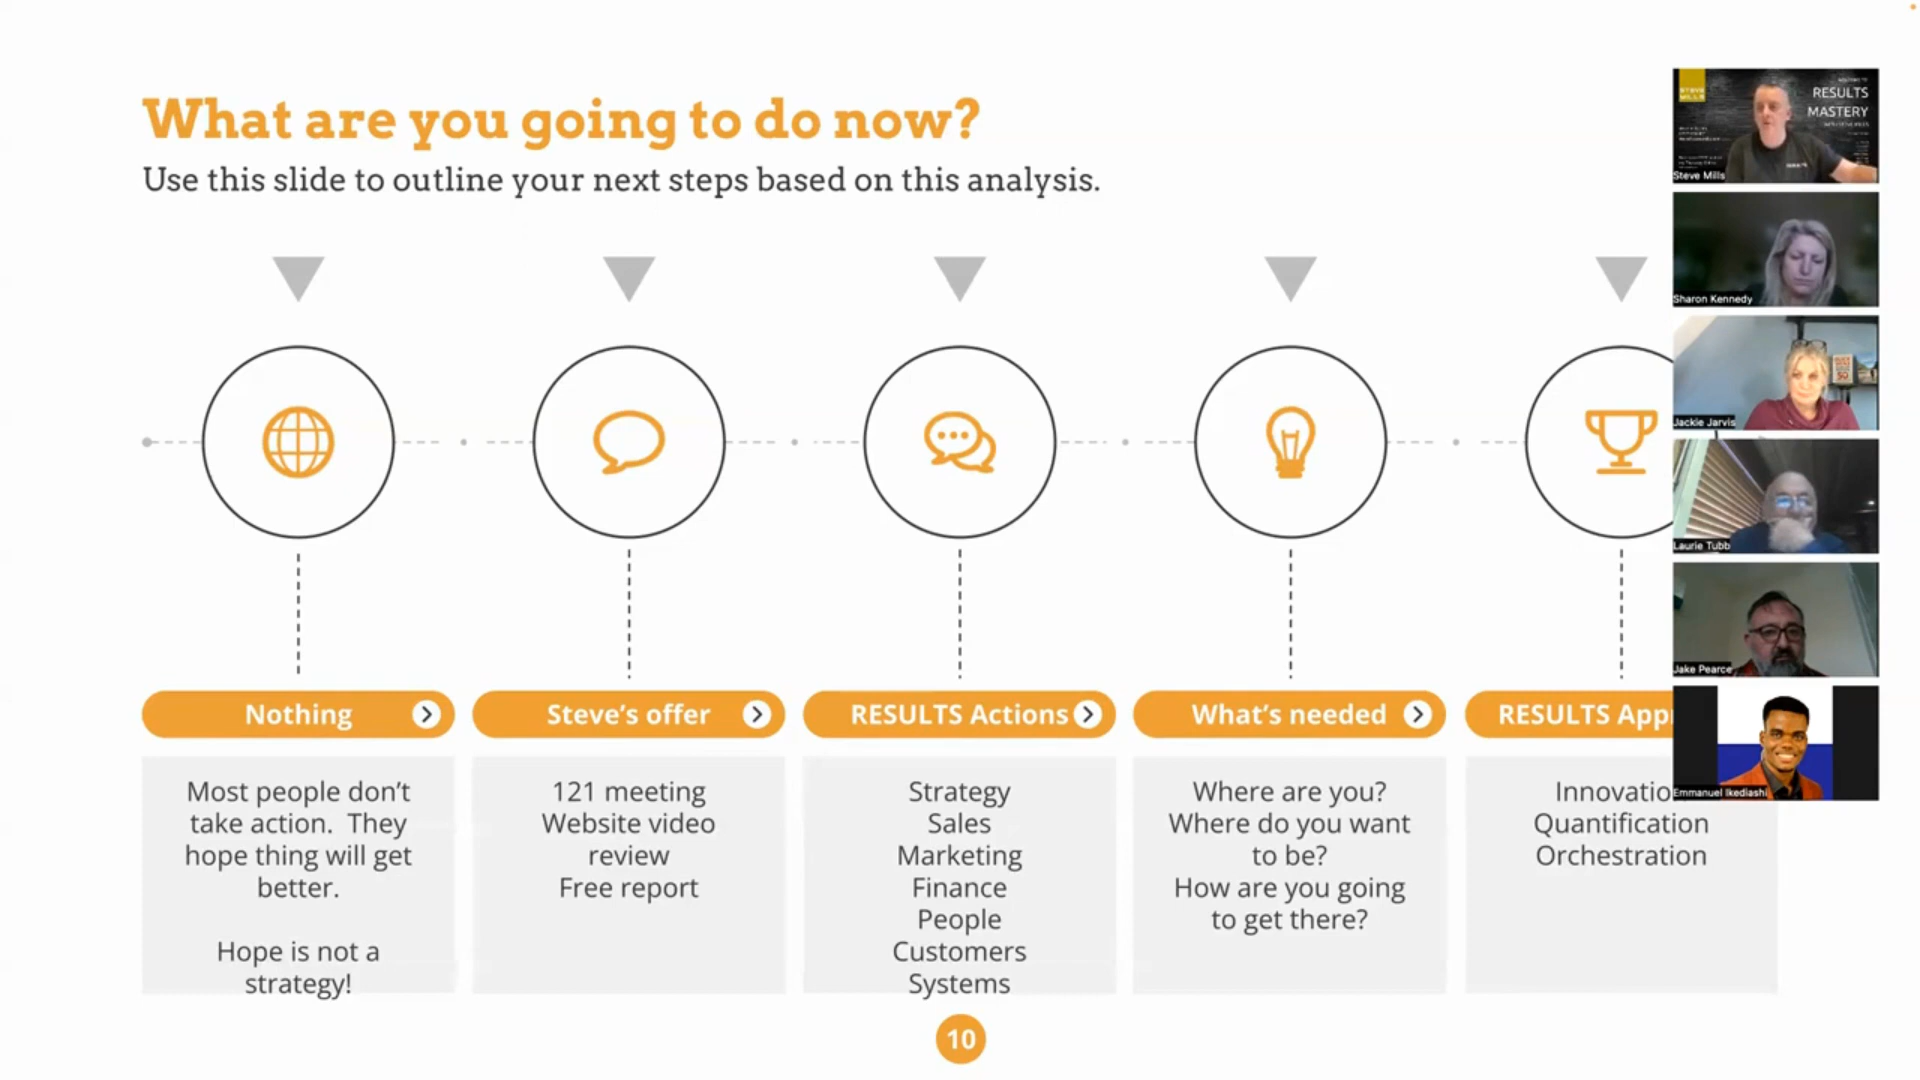 What are you going to do now?
Use this slide to outline your next steps based on this analysis.
Nothing
Most people don't
take action. They
hope thing will get
better.
Hope is not a
strategy!
Steve's offer
121 meeting
Website video
review
Free report
RESULTS Actions
Strategy
Sales
Marketing
Finance
People
Customers
Systems
What's needed
Where are you?
Where do you want
to be?
How are you going
to get there?
RESULTS App
Innovatio
Quantification
Orchestration
10
STEVE
MILLS
RESULTS
MASTERY
Steve Mills
Sharon Kennedy
Jackie Jarvis
Laurie Tubb
Jake Pearce
Emmanuel Ikediashi